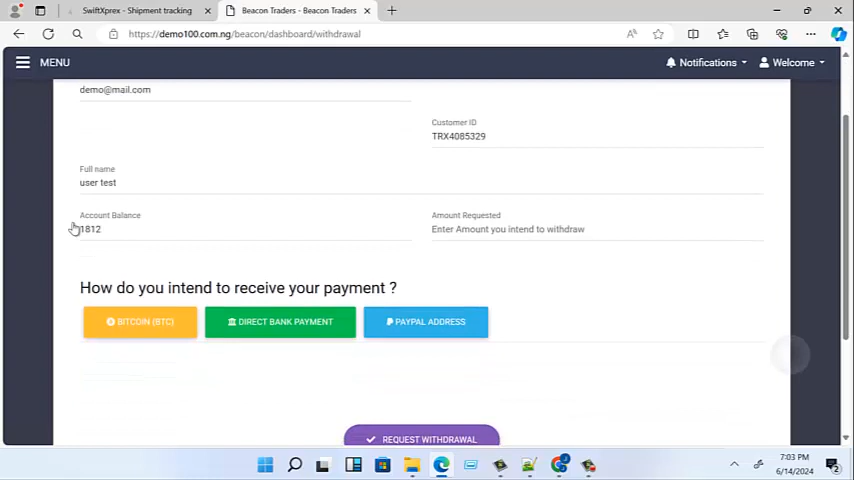 SwiftXprex - Shipment tracking
Beacon Traders - Beacon Traders
https://demo100.com.ng/beacon/dashboard/withdrawal
MENU
Notifications
Welcome
demo@mail.com
Customer ID
TRX4085329
Full name
user test
Account Balance
Amount Requested
1812
Enter Amount you intend to withdraw
How do you intend to receive your payment ?
BITCOIN (BTC)
DIRECT BANK PAYMENT
PAYPAL ADDRESS
REQUEST WITHDRAWAL
7:03 PM
6/14/2024